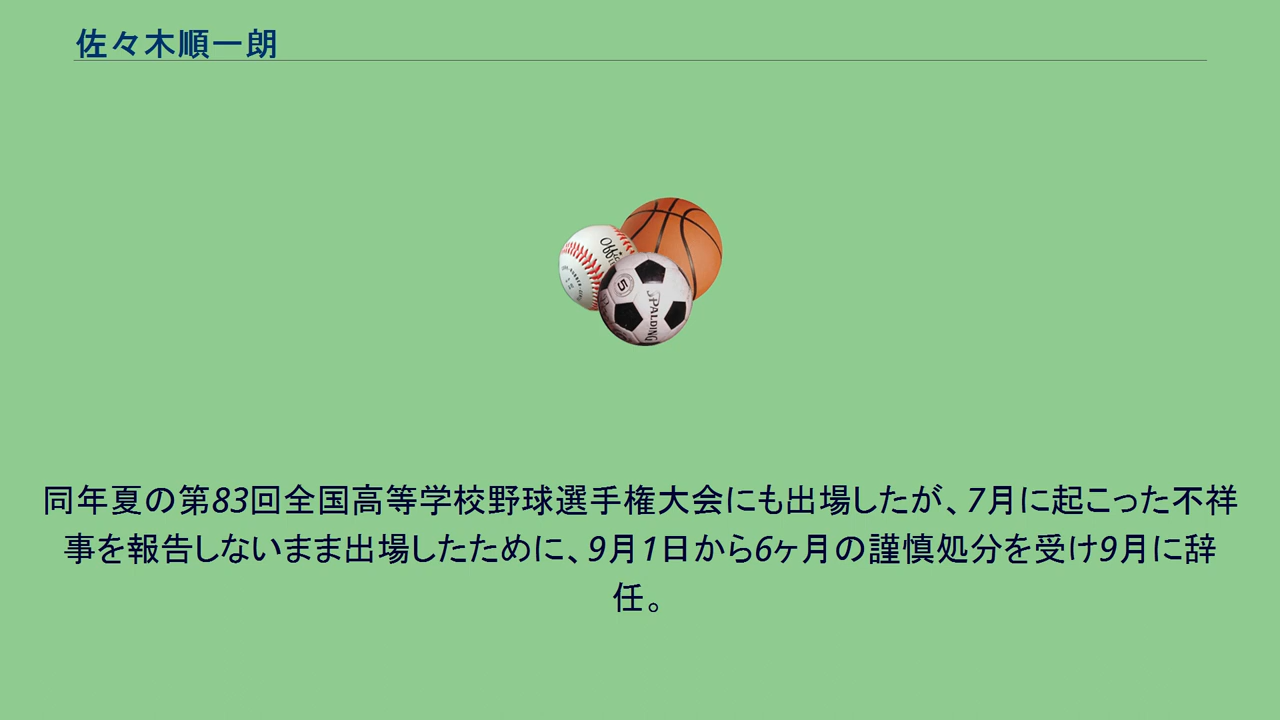 佐々木順一朗
Offic
5
SPALDING
同年夏の第83回全国高等学校野球選手権大会にも出場したが、7月に起こった不祥
事を報告しないまま出場したために、9月1日から6ヶ月の謹慎処分を受け9月に辞
任。